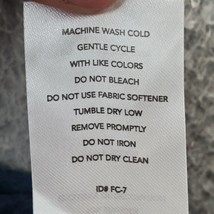 MACHINE WASH COLD
GENTLE CYCLE
WITH LIKE COLORS
DO NOT BLEACH
DO NOT USE FABRIC SOFTENER
TUMBLE DRY LOW
REMOVE PROMPTLY
DO NOT IRON
DO NOT DRY CLEAN
ID# FC-7